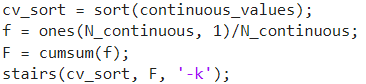 cv_sort = sort(continuous_values);
f = ones(N_continuous, 1)/N_continuous;
F = cumsum(f);
stairs(cv_sort, F, '-k');